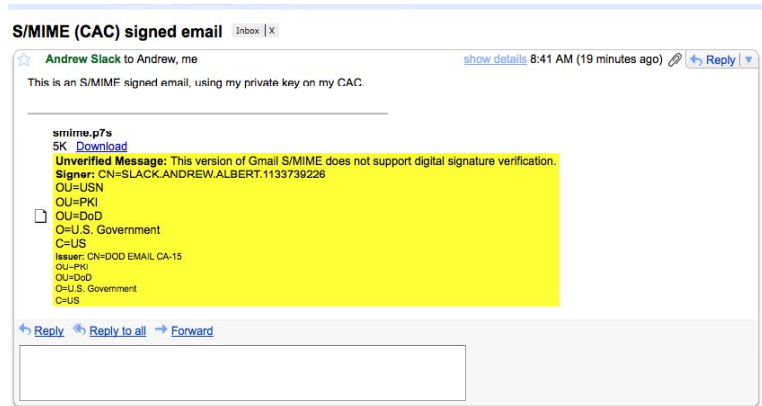 S/MIME (CAC) signed email Inbox | X
Andrew Slack to Andrew, me show details 8:41 AM (19 minutes ago) Reply
This is an S/MIME signed email, using my private key on my CAC.
smime.p7s
5K Download
Unverified Message: This version of Gmail S/MIME does not support digital signature verification.
Signer: CN=SLACK.ANDREW.ALBERT.1133739226
OU=USN
OU=PKI
OU=DoD
O=U.S. Government
C=US
Issuer: CN=DOD EMAIL CA-15
OU=PKI
OU=DoD
O=U.S. Government
C=US
Reply Reply to all Forward